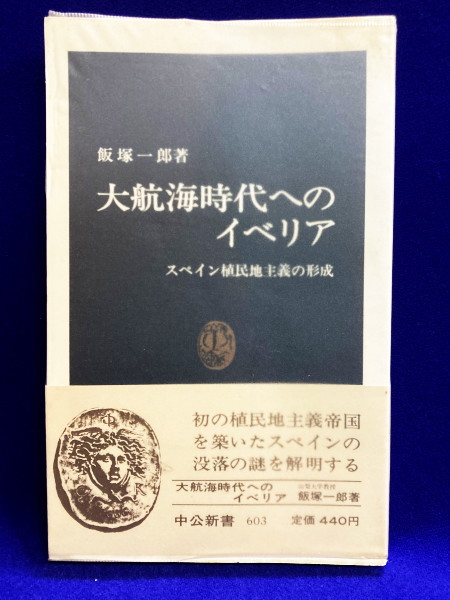 飯塚一郎著
大航海時代への
イベリア
スペイン植民地主義の形成
初の植民地主義帝国
を築いたスペインの
没落の謎を解明する
大航海時代への
イベリア
飯塚一郎著
中公新書 603 定価 440円